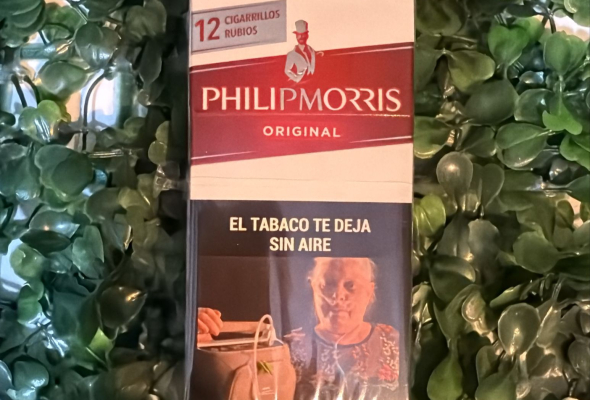 12 CIGARRILLOS
RUBIOS
PHILIPMORRIS
ORIGINAL
EL TABACO TE DEJA
SIN AIRE